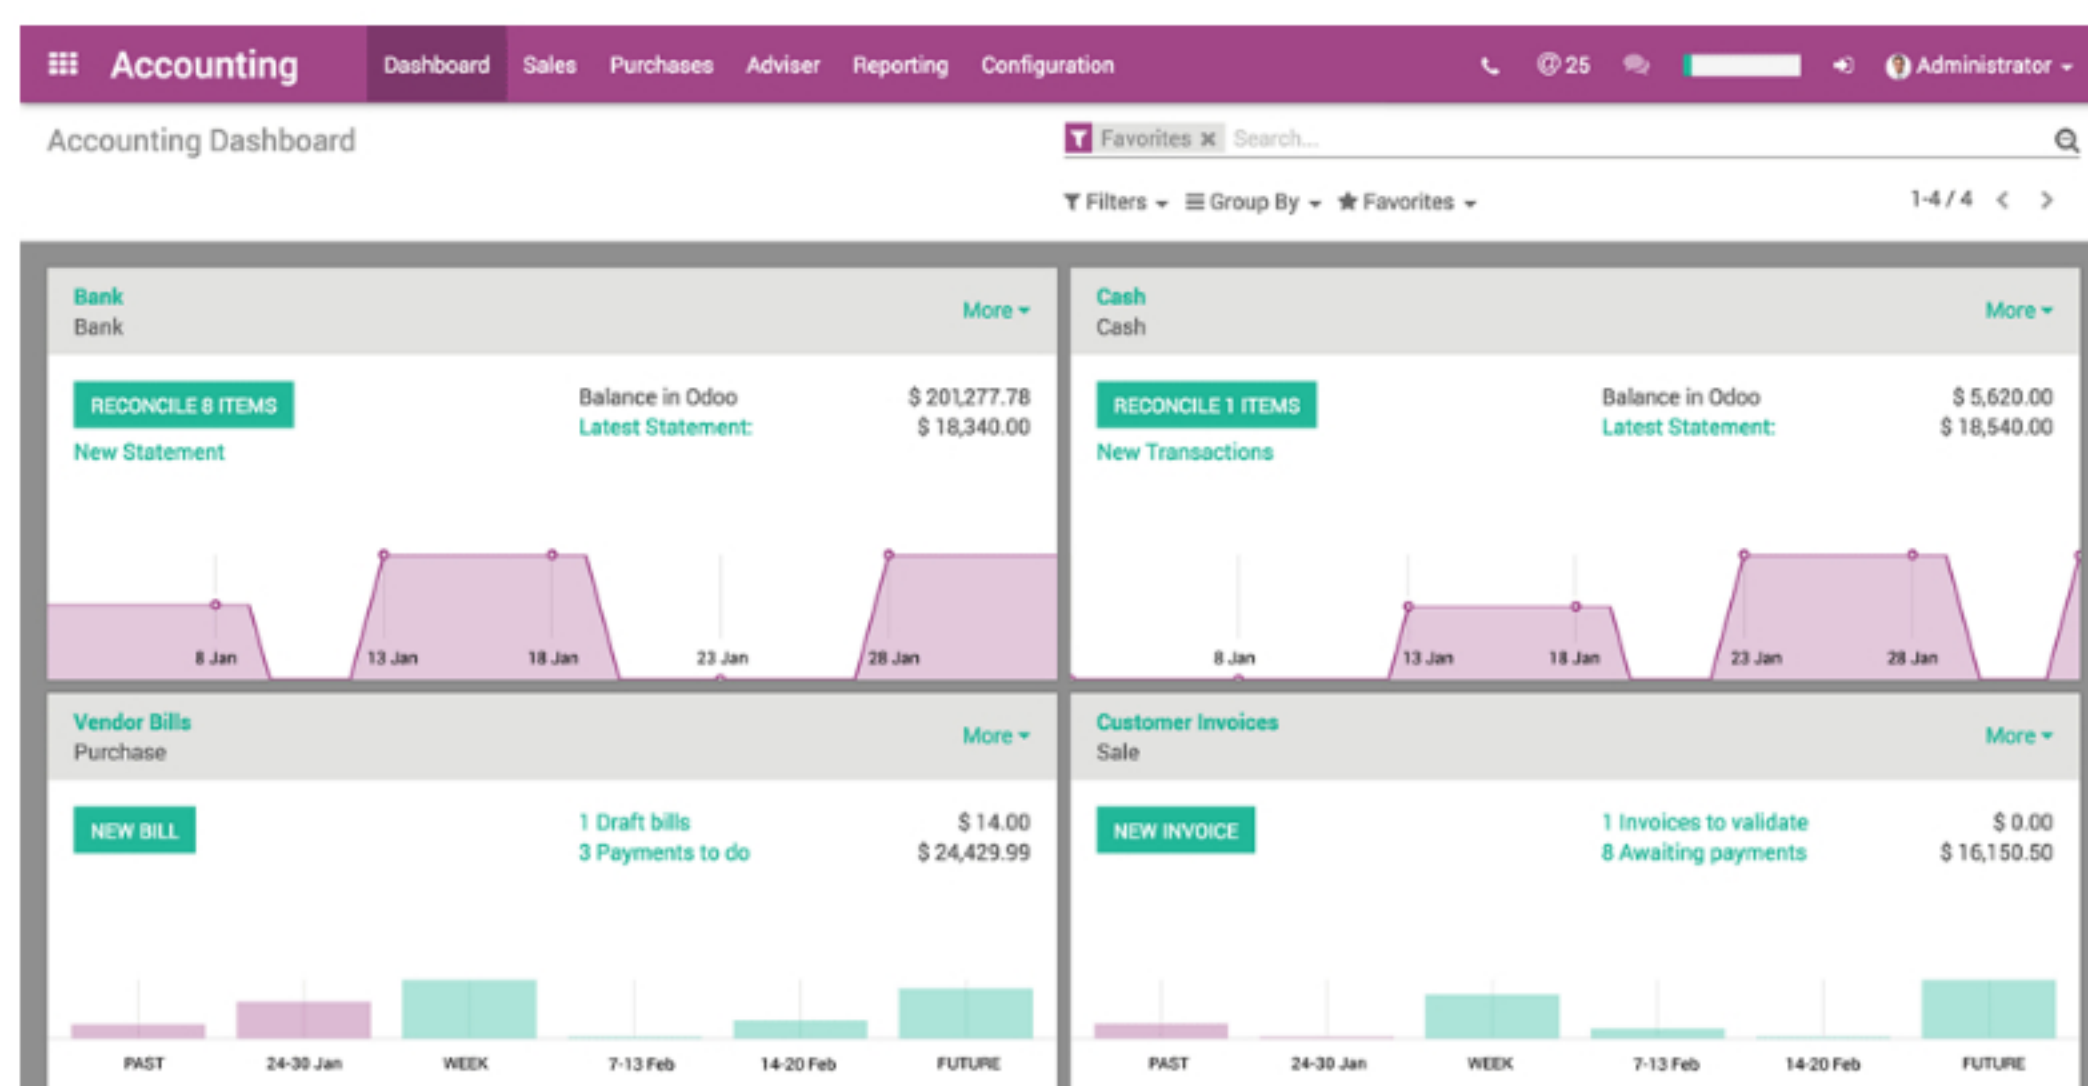 Accounting Dashboard Sales Purchases Adviser Reporting Configuration @ 25 Administrator
Accounting Dashboard
Favorites × Search...
Filters Group By Favorites 1-4 / 4
Bank
Bank
More
RECONCILE 8 ITEMS
New Statement
Balance in Odoo $ 201,277.78
Latest Statement: $ 18,340.00
8 Jan 13 Jan 18 Jan 23 Jan 28 Jan
Cash
Cash
More
RECONCILE 1 ITEMS
New Transactions
Balance in Odoo $ 5,620.00
Latest Statement: $ 18,540.00
8 Jan 13 Jan 18 Jan 23 Jan 28 Jan
Vendor Bills
Purchase
More
NEW BILL
1 Draft bills $ 14.00
3 Payments to do $ 24,429.99
PAST 24-30 Jan WEEK 7-13 Feb 14-20 Feb FUTURE
Customer Invoices
Sale
More
NEW INVOICE
1 Invoices to validate $ 0.00
8 Awaiting payments $ 16,150.50
PAST 24-30 Jan WEEK 7-13 Feb 14-20 Feb FUTURE